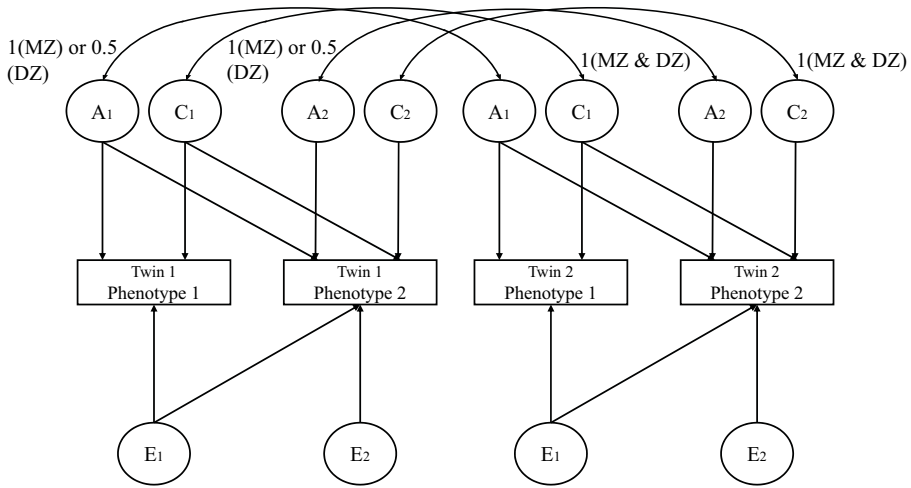 1(MZ) or 0.5
(DZ)
1(MZ) or 0.5
(DZ)
1(MZ & DZ)
1(MZ & DZ)
A1
C1
A2
C2
A1
C1
A2
C2
Twin 1
Phenotype 1
Twin 1
Phenotype 2
Twin 2
Phenotype 1
Twin 2
Phenotype 2
E1
E2
E1
E2